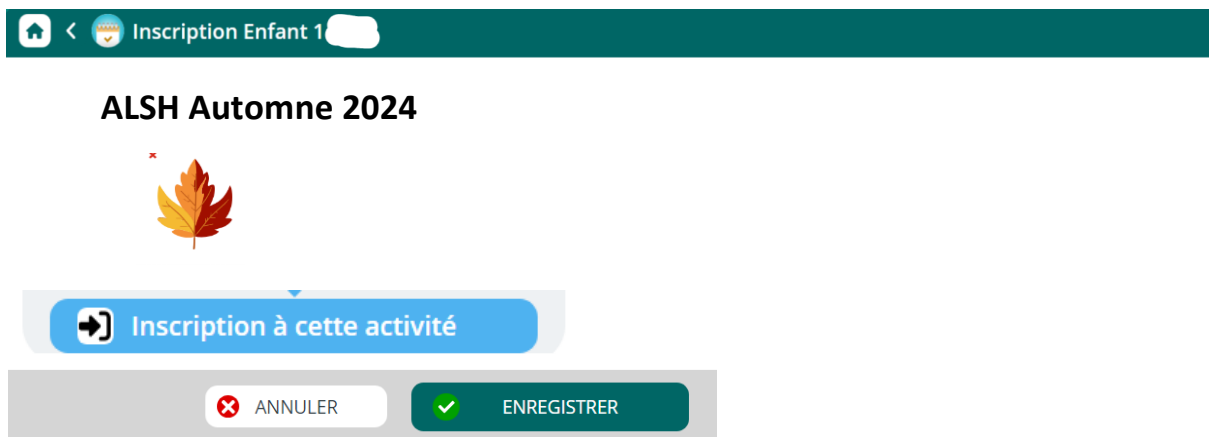 Inscription Enfant 1
ALSH Automne 2024
Inscription à cette activité
ANNULER
ENREGISTRER